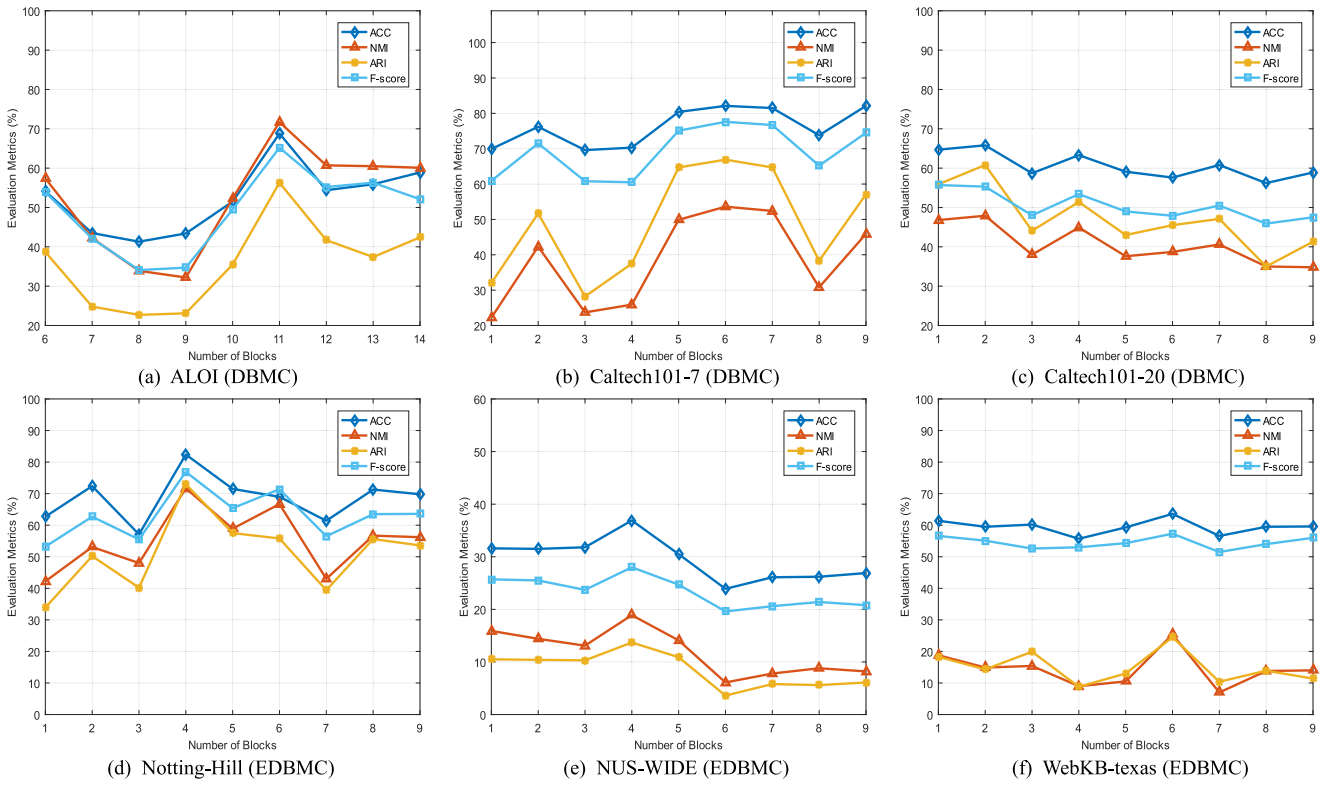 100
90
80
70
60
50
40
30
20
Evaluation Metrics (%)
ACC
NMI
ARI
F-score
6 7 8 9 10 11 12 13 14
Number of Blocks
(a) ALOI (DBMC)
100
90
80
70
60
50
40
30
20
Evaluation Metrics (%)
ACC
NMI
ARI
F-score
1 2 3 4 5 6 7 8 9
Number of Blocks
(b) Caltech101-7 (DBMC)
100
90
80
70
60
50
40
30
20
Evaluation Metrics (%)
ACC
NMI
ARI
F-score
1 2 3 4 5 6 7 8 9
Number of Blocks
(c) Caltech101-20 (DBMC)
100
90
80
70
60
50
40
30
20
10
0
Evaluation Metrics (%)
ACC
NMI
ARI
F-score
1 2 3 4 5 6 7 8 9
Number of Blocks
(d) Notting-Hill (EDBMC)
60
50
40
30
20
10
0
Evaluation Metrics (%)
ACC
NMI
ARI
F-score
1 2 3 4 5 6 7 8 9
Number of Blocks
(e) NUS-WIDE (EDBMC)
100
90
80
70
60
50
40
30
20
10
0
Evaluation Metrics (%)
ACC
NMI
ARI
F-score
1 2 3 4 5 6 7 8 9
Number of Blocks
(f) WebKB-texas (EDBMC)